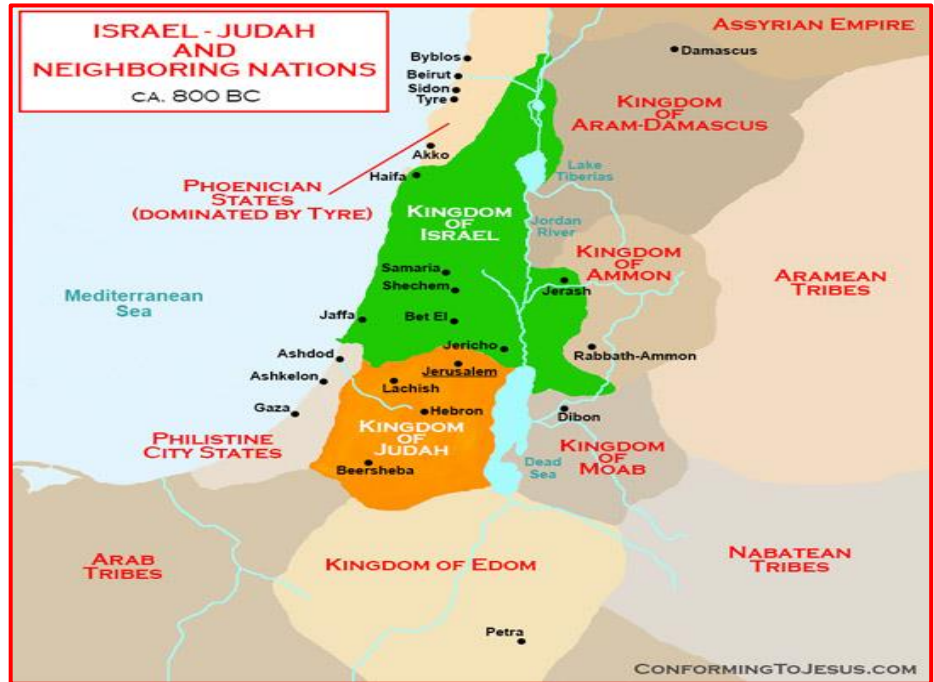 ISRAEL - JUDAH
AND
NEIGHBORING NATIONS
CA. 800 BC
ASSYRIAN EMPIRE
Damascus
Byblos
Beirut
Sidon
Tyre
KINGDOM
OF
ARAM-DAMASCUS
Akko
Haifa
Lake
Tiberias
PHOENICIAN
STATES
(DOMINATED BY TYRE)
KINGDOM
OF
ISRAEL
Jordan
River
KINGDOM
OF
AMMON
Samaria
Shechem
Jerash
ARAMEAN
TRIBES
Mediterranean
Sea
Jaffa
Bet El
Jericho
Rabbath-Ammon
Ashdod
Jerusalem
Ashkelon
Lachish
Gaza
Hebron
Dibon
KINGDOM
OF
JUDAH
PHILISTINE
CITY STATES
KINGDOM
OF
MOAB
Beersheba
Dead
Sea
ARAB
TRIBES
KINGDOM OF EDOM
NABATEAN
TRIBES
Petra
CONFORMINGTOJESUS.COM